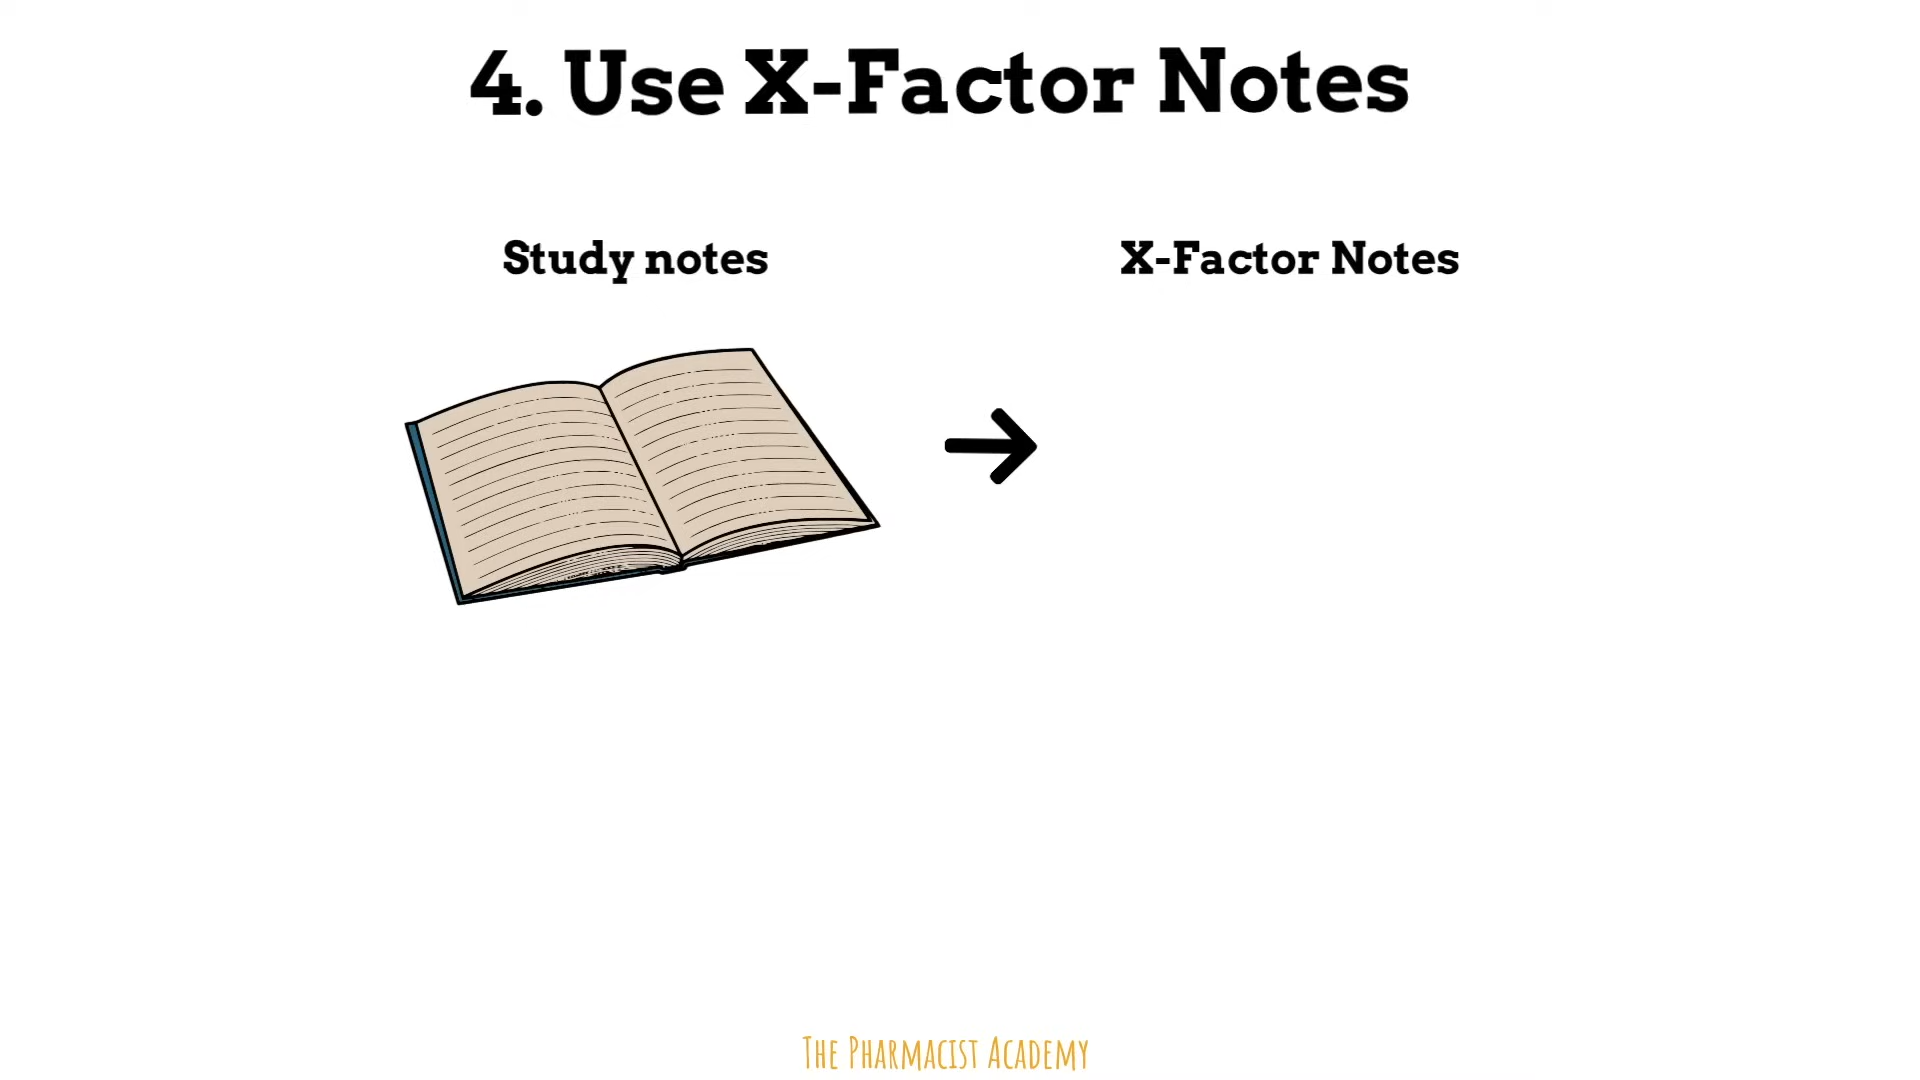 4. Use X-Factor Notes
Study notes
X-Factor Notes
The Pharmacist Academy